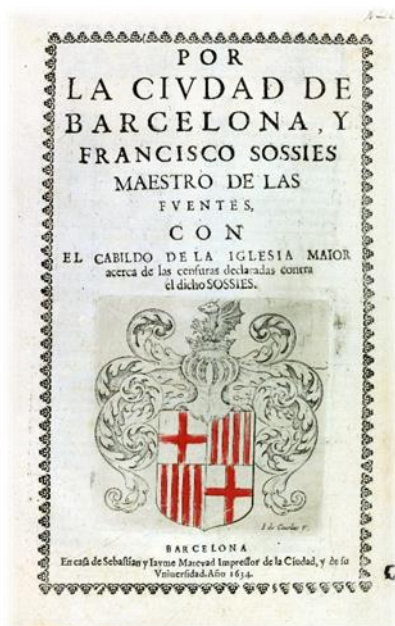 POR
LA CIVDAD DE
BARCELONA, Y
FRANCISCO SOSSIES
MAESTRO DE LAS
FVENTES,
CON
EL CABILDO DE LA IGLESIA MAIOR
acerca de las censuras declaradas contra
el dicho SOSSIES.
BARCELONA
En casa de Sebastian y Iayme Matevad Impressor de la Ciudad, y de su
Vniuersidad. Año 1634.